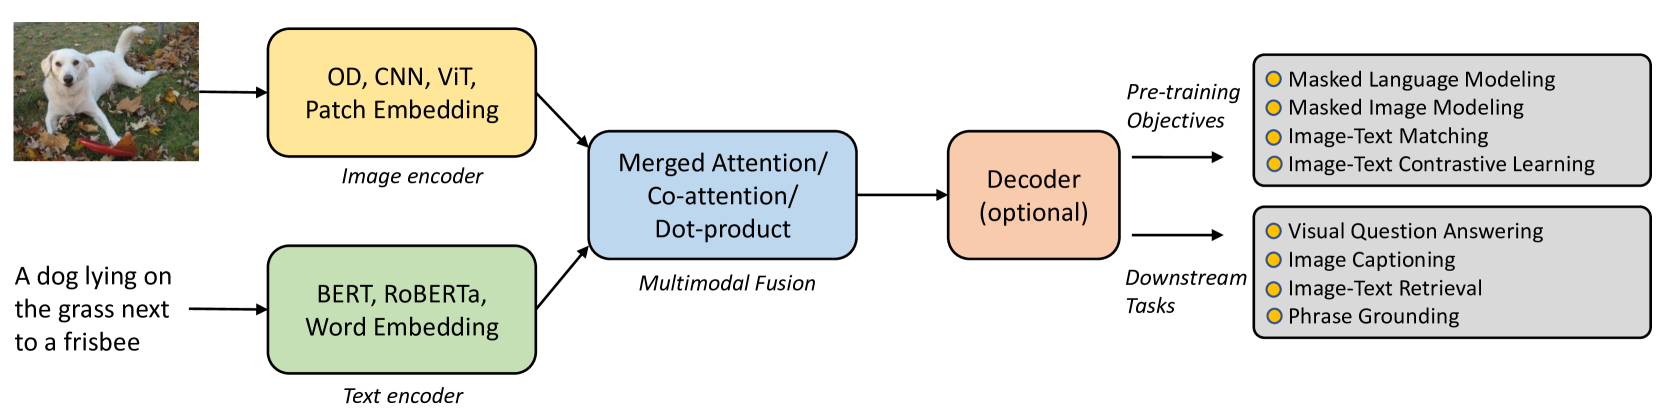 OD, CNN, ViT,
Patch Embedding
Image encoder
A dog lying on
the grass next
to a frisbee
BERT, RoBERTa,
Word Embedding
Text encoder
Merged Attention/
Co-attention/
Dot-product
Multimodal Fusion
Decoder
(optional)
Pre-training
Objectives
Masked Language Modeling
Masked Image Modeling
Image-Text Matching
Image-Text Contrastive Learning
Downstream
Tasks
Visual Question Answering
Image Captioning
Image-Text Retrieval
Phrase Grounding